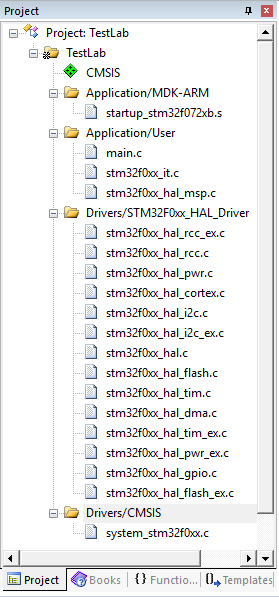 Project
Project: TestLab
TestLab
CMSIS
Application/MDK-ARM
startup_stm32f072xb.s
Application/User
main.c
stm32f0xx_it.c
stm32f0xx_hal_msp.c
Drivers/STM32F0xx_HAL_Driver
stm32f0xx_hal_rcc_ex.c
stm32f0xx_hal_rcc.c
stm32f0xx_hal_pwr.c
stm32f0xx_hal_cortex.c
stm32f0xx_hal_i2c.c
stm32f0xx_hal_i2c_ex.c
stm32f0xx_hal.c
stm32f0xx_hal_flash.c
stm32f0xx_hal_tim.c
stm32f0xx_hal_dma.c
stm32f0xx_hal_tim_ex.c
stm32f0xx_hal_pwr_ex.c
stm32f0xx_hal_gpio.c
stm32f0xx_hal_flash_ex.c
Drivers/CMSIS
system_stm32f0xx.c
Project Books {} Functio... Templates